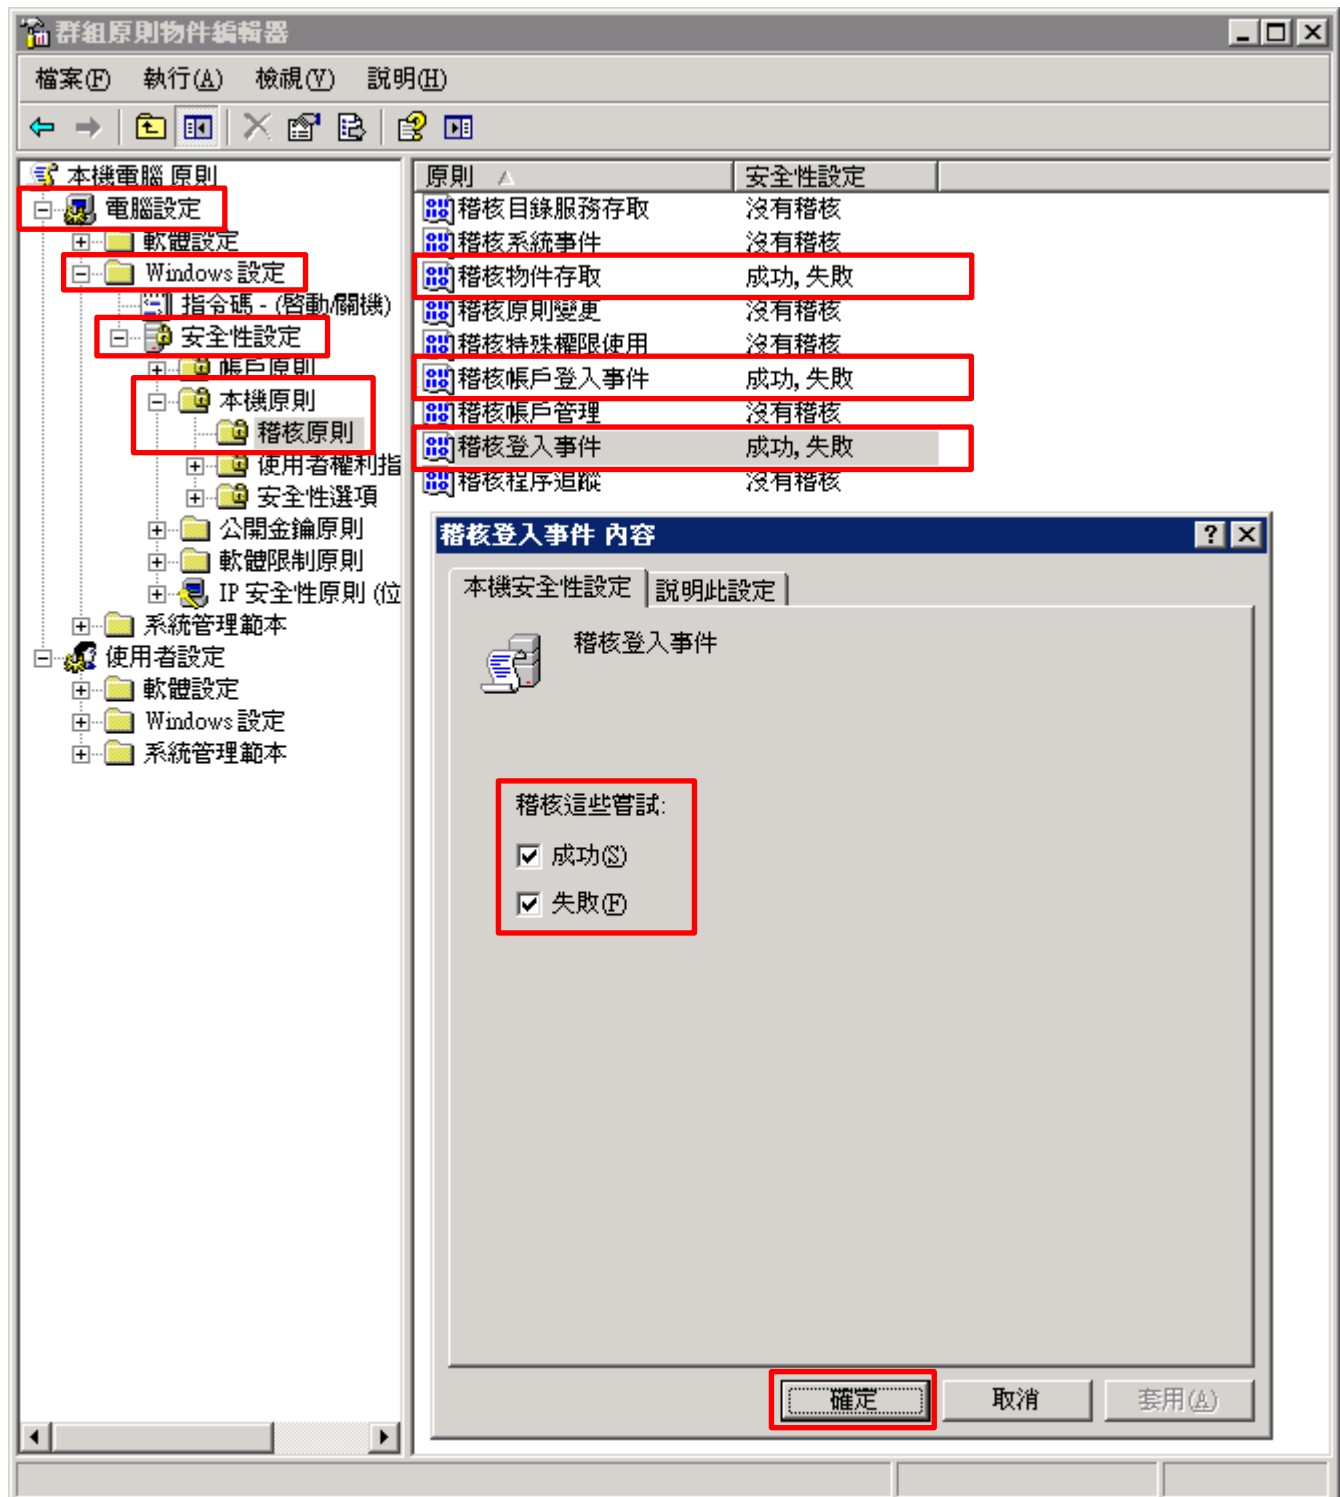 群組原則物件編輯器
檔案(F) 執行(A) 檢視(V) 說明(H)
本機電腦 原則
電腦設定
軟體設定
Windows 設定
指令碼 - (啓動/關機)
安全性設定
帳戶原則
本機原則
稽核原則
使用者權利指
安全性選項
公開金鑰原則
軟體限制原則
IP 安全性原則 (位
系統管理範本
使用者設定
軟體設定
Windows 設定
系統管理範本
原則 安全性設定
稽核目錄服務存取 沒有稽核
稽核系統事件 沒有稽核
稽核物件存取 成功, 失敗
稽核原則變更 沒有稽核
稽核特殊權限使用 沒有稽核
稽核帳戶登入事件 成功, 失敗
稽核帳戶管理 沒有稽核
稽核登入事件 成功, 失敗
稽核程序追蹤 沒有稽核
稽核登入事件 內容
本機安全性設定 說明此設定
稽核登入事件
稽核這些嘗試:
成功(S)
失敗(F)
確定 取消 套用(A)